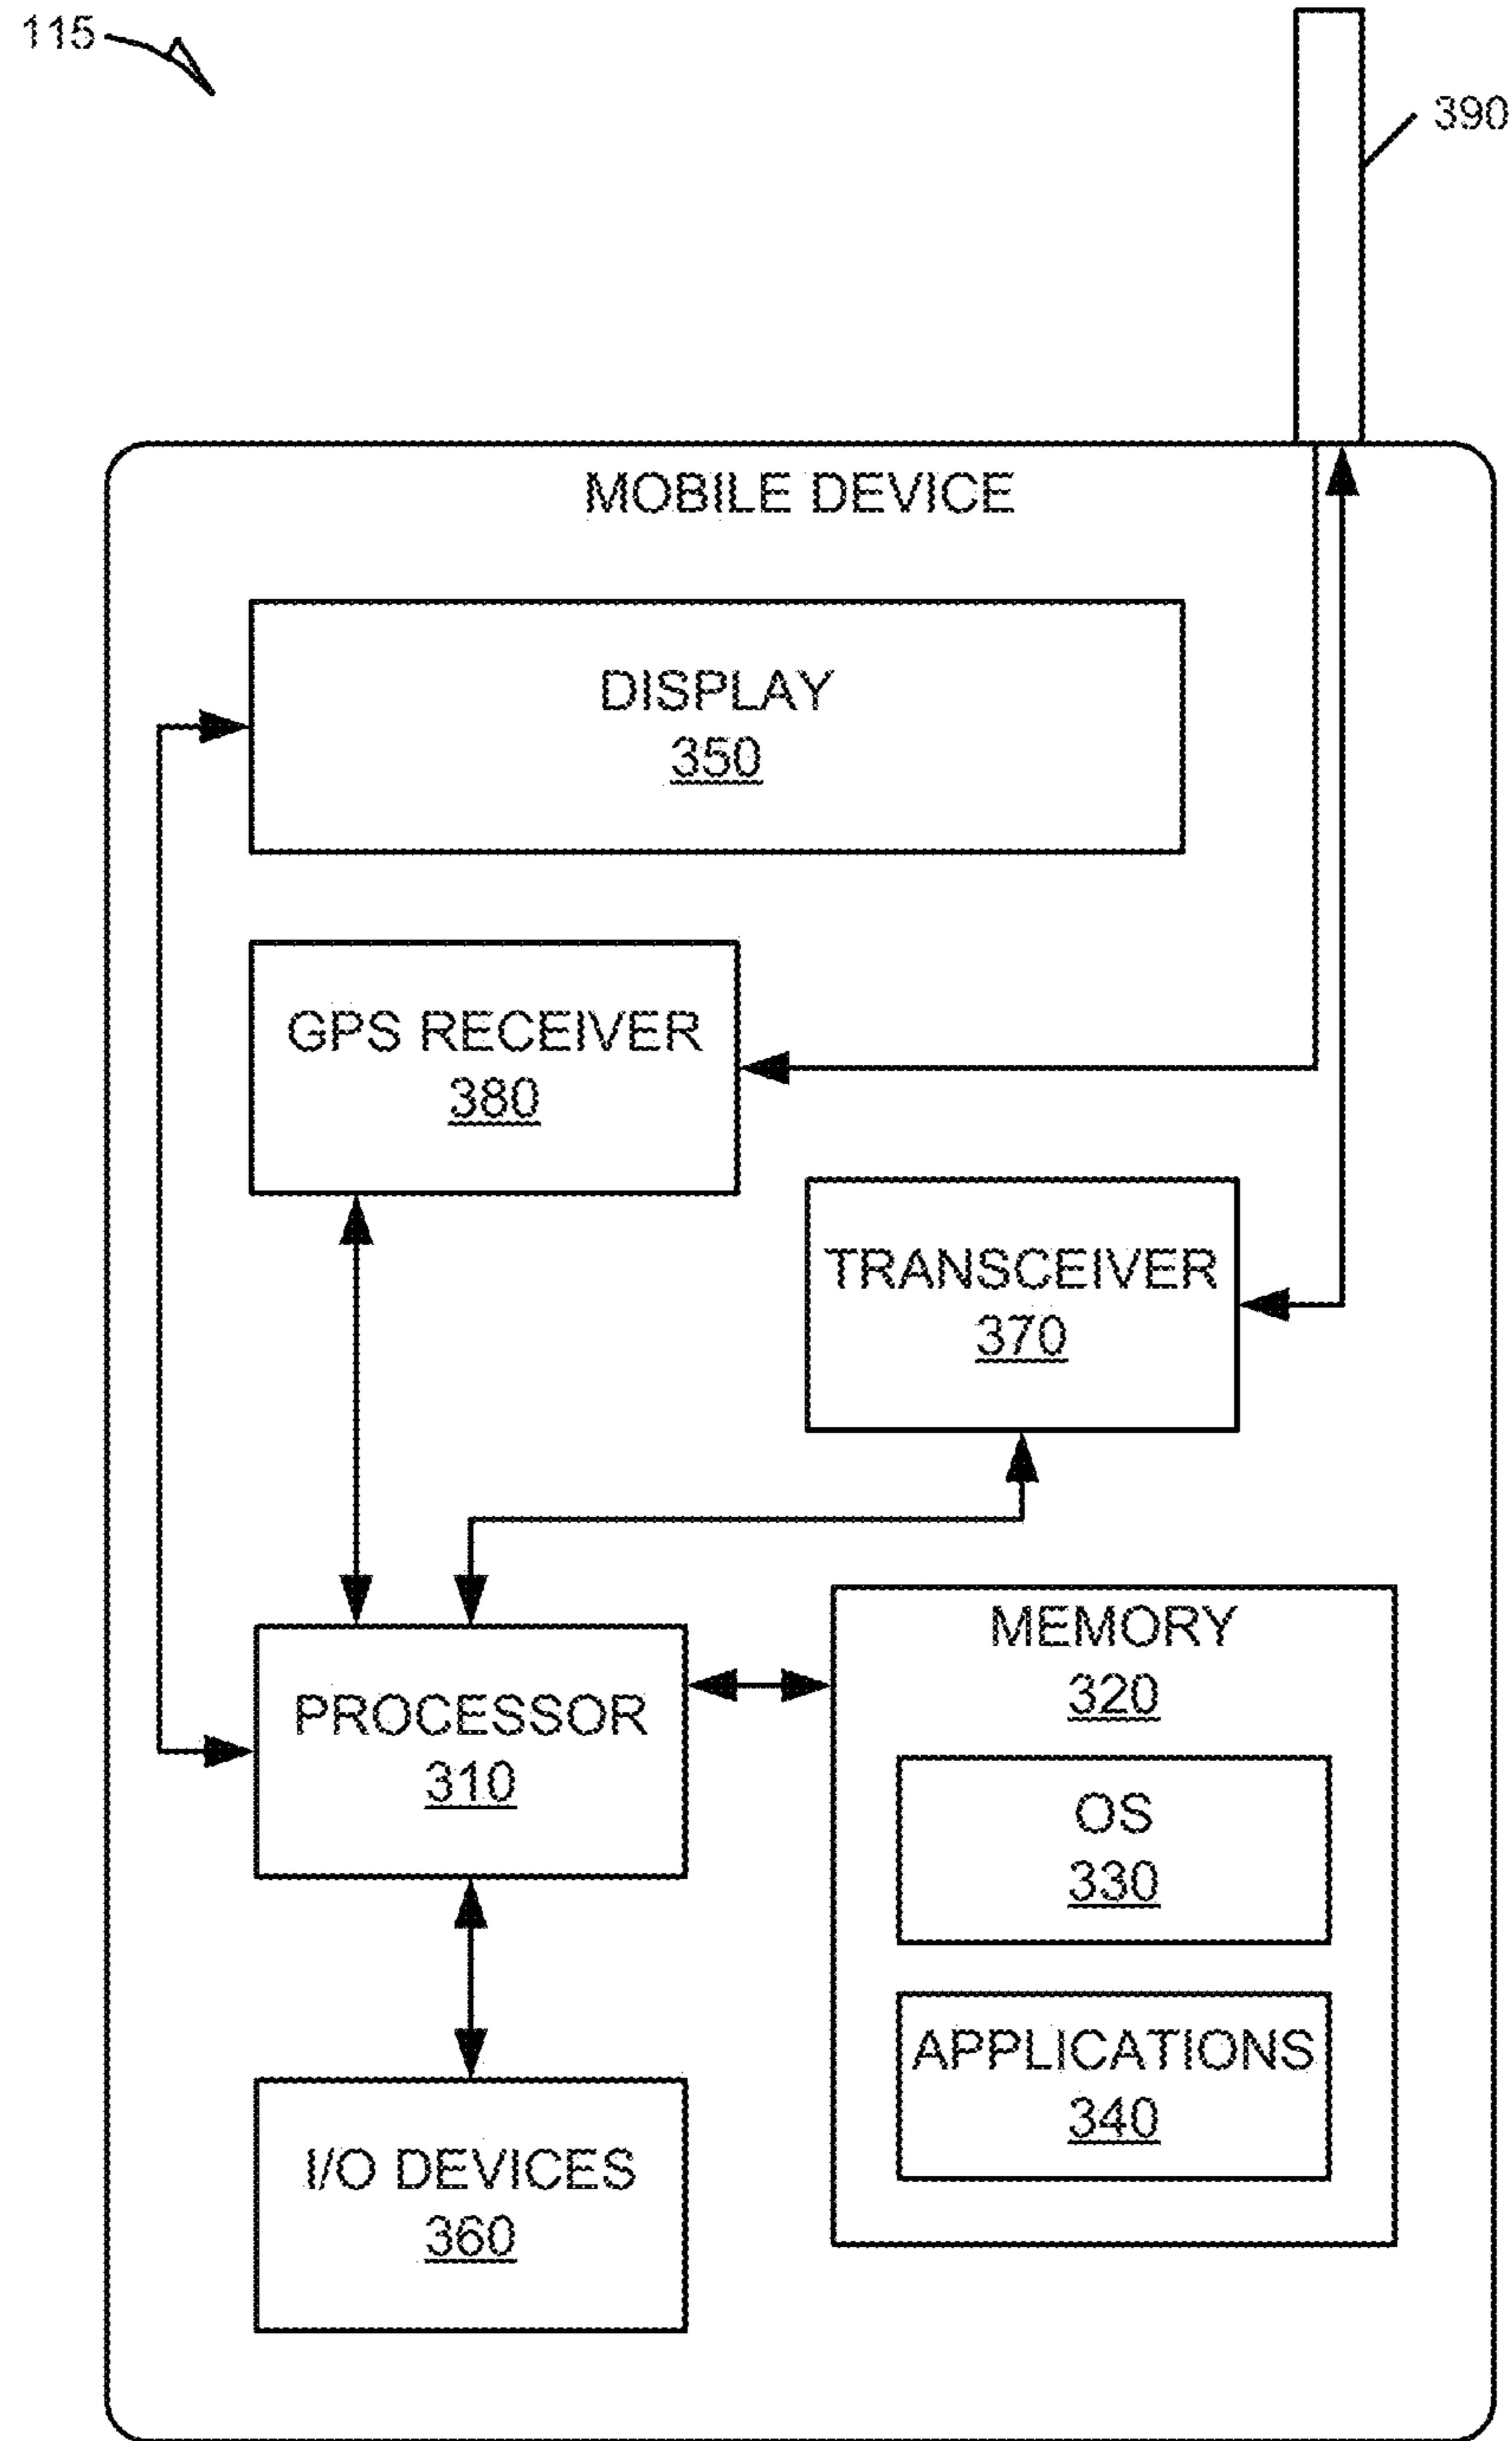 115
390
MOBILE DEVICE
DISPLAY
350
GPS RECEIVER
380
TRANSCEIVER
370
PROCESSOR
310
MEMORY
320
OS
330
APPLICATIONS
340
I/O DEVICES
360